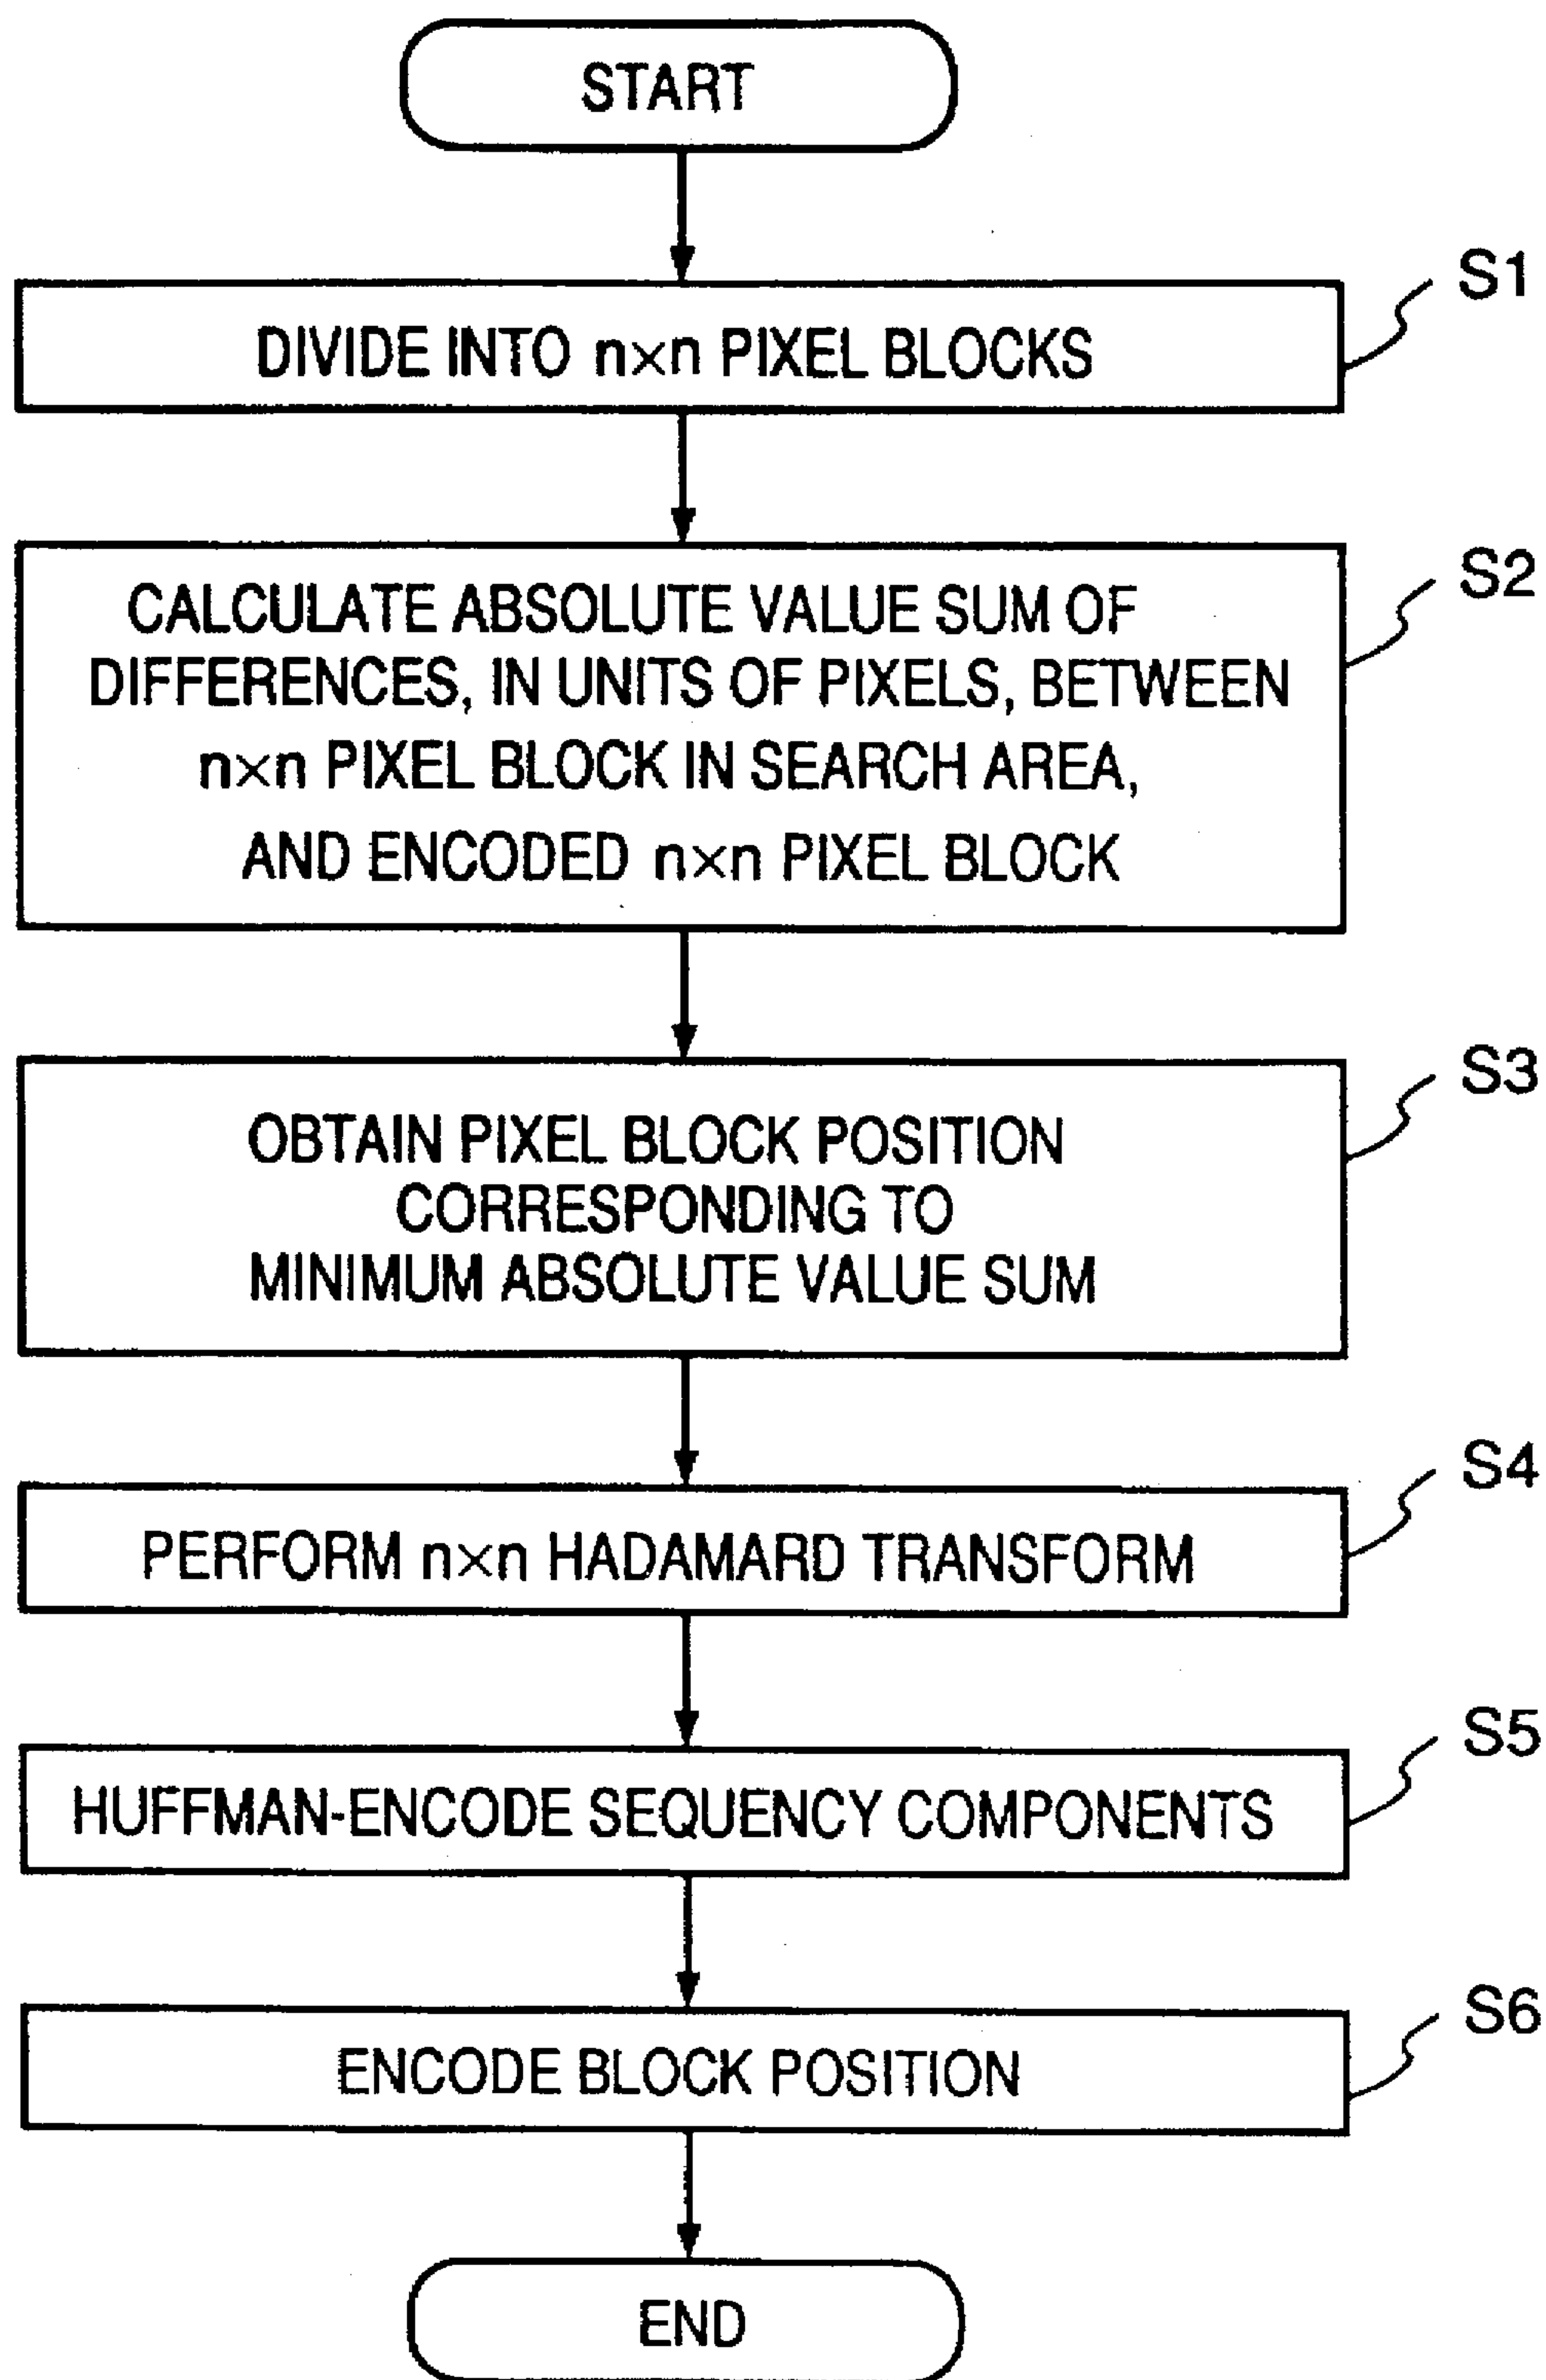 START
S1
DIVIDE INTO n×n PIXEL BLOCKS
S2
CALCULATE ABSOLUTE VALUE SUM OF
DIFFERENCES, IN UNITS OF PIXELS, BETWEEN
n×n PIXEL BLOCK IN SEARCH AREA,
AND ENCODED n×n PIXEL BLOCK
S3
OBTAIN PIXEL BLOCK POSITION
CORRESPONDING TO
MINIMUM ABSOLUTE VALUE SUM
S4
PERFORM n×n HADAMARD TRANSFORM
S5
HUFFMAN-ENCODE SEQUENCY COMPONENTS
S6
ENCODE BLOCK POSITION
END